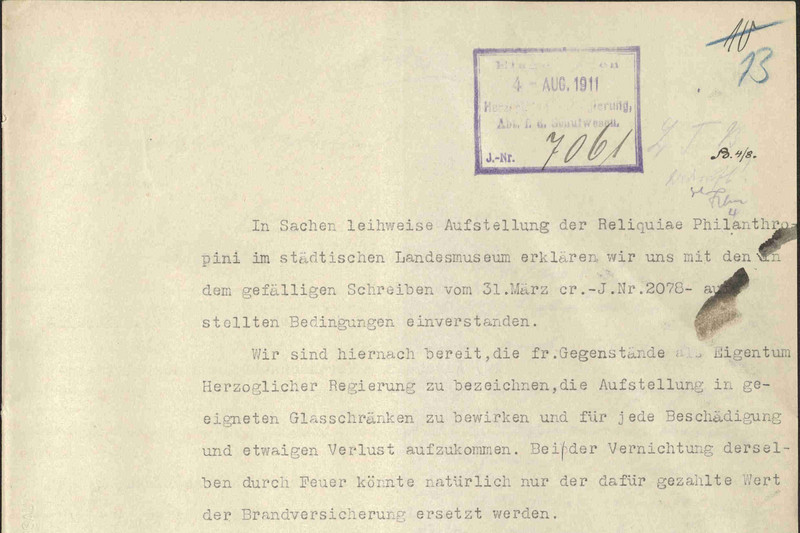 10
13
4 - AUG. 1911
J.-Nr. 7061
4/8.
In Sachen leihweise Aufstellung der Reliquiae Philanthro-
pini im städtischen Landesmuseum erklären wir uns mit den in
dem gefälligen Schreiben vom 31.März cr.-J.Nr.2078-
stellten Bedingungen einverstanden.
Wir sind hiernach bereit,die fr.Gegenstände als Eigentum
Herzoglicher Regierung zu bezeichnen,die Aufstellung in ge-
eigneten Glasschränken zu bewirken und für jede Beschädigung
und etwaigen Verlust aufzukommen. Bei der Vernichtung dersel-
ben durch Feuer könnte natürlich nur der dafür gezahlte Wert
der Brandversicherung ersetzt werden.